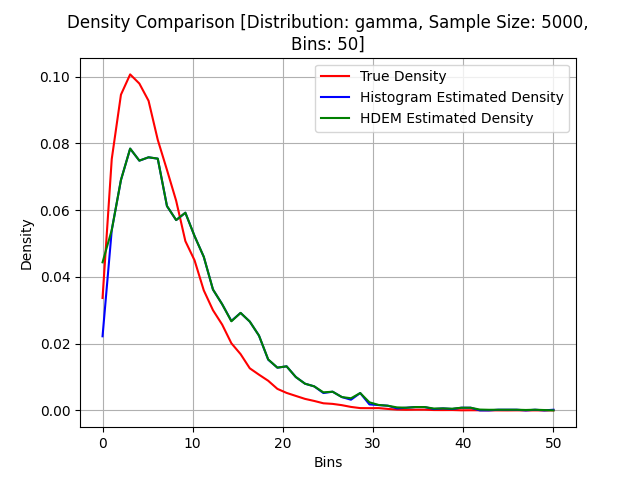 Density Comparison [Distribution: gamma, Sample Size: 5000,
Bins: 50]
True Density
Histogram Estimated Density
HDEM Estimated Density
Density
0.10
0.08
0.06
0.04
0.02
0.00
0 10 20 30 40 50
Bins